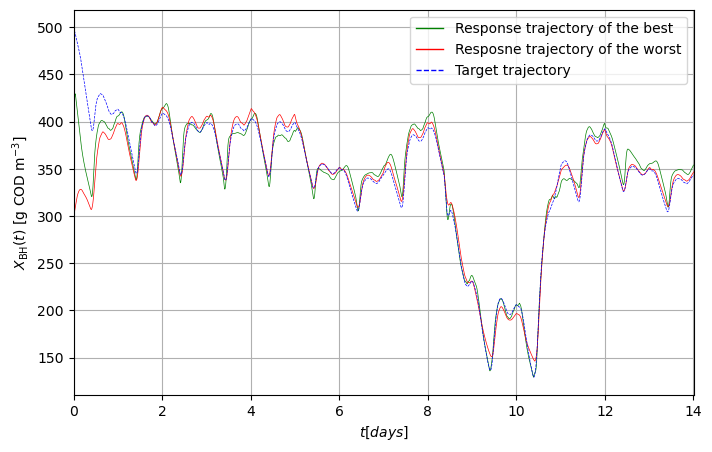 500
450
400
350
300
250
200
150
0 2 4 6 8 10 12 14
X_BH(t) [g COD m⁻³]
t[days]
Response trajectory of the best
Resposne trajectory of the worst
Target trajectory